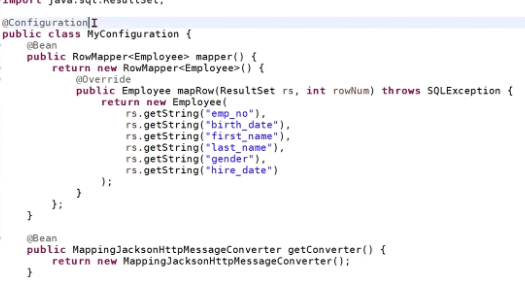 import java.sql.ResultSet;
@Configuration
public class MyConfiguration {
@Bean
public RowMapper<Employee> mapper() {
return new RowMapper<Employee>() {
@Override
public Employee mapRow(ResultSet rs, int rowNum) throws SQLException {
return new Employee(
rs.getString("emp_no"),
rs.getString("birth_date"),
rs.getString("first_name"),
rs.getString("last_name"),
rs.getString("gender"),
rs.getString("hire_date")
);
}
};
}
@Bean
public MappingJacksonHttpMessageConverter getConverter() {
return new MappingJacksonHttpMessageConverter();
}